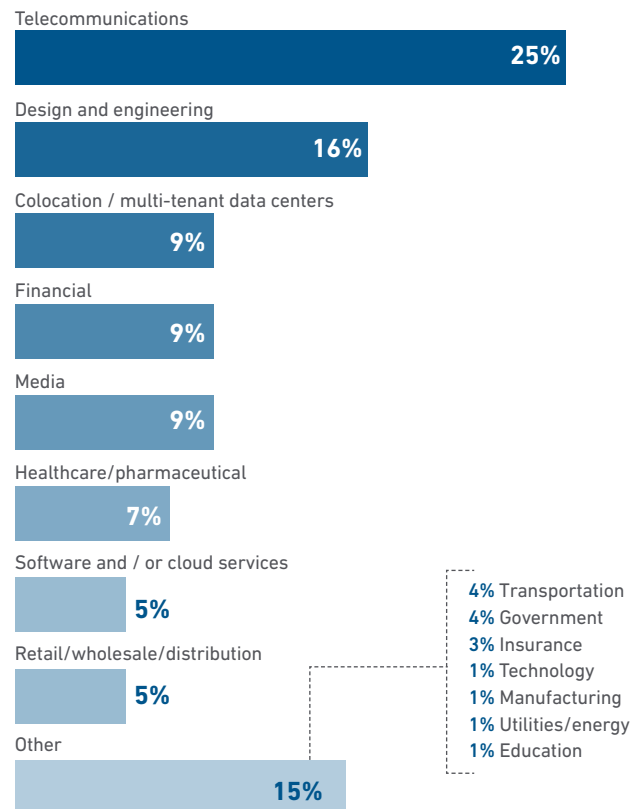 Telecommunications
25%
Design and engineering
16%
Colocation / multi-tenant data centers
9%
Financial
9%
Media
9%
Healthcare/pharmaceutical
7%
Software and / or cloud services
5%
Retail/wholesale/distribution
5%
Other
15%
4% Transportation
4% Government
3% Insurance
1% Technology
1% Manufacturing
1% Utilities/energy
1% Education